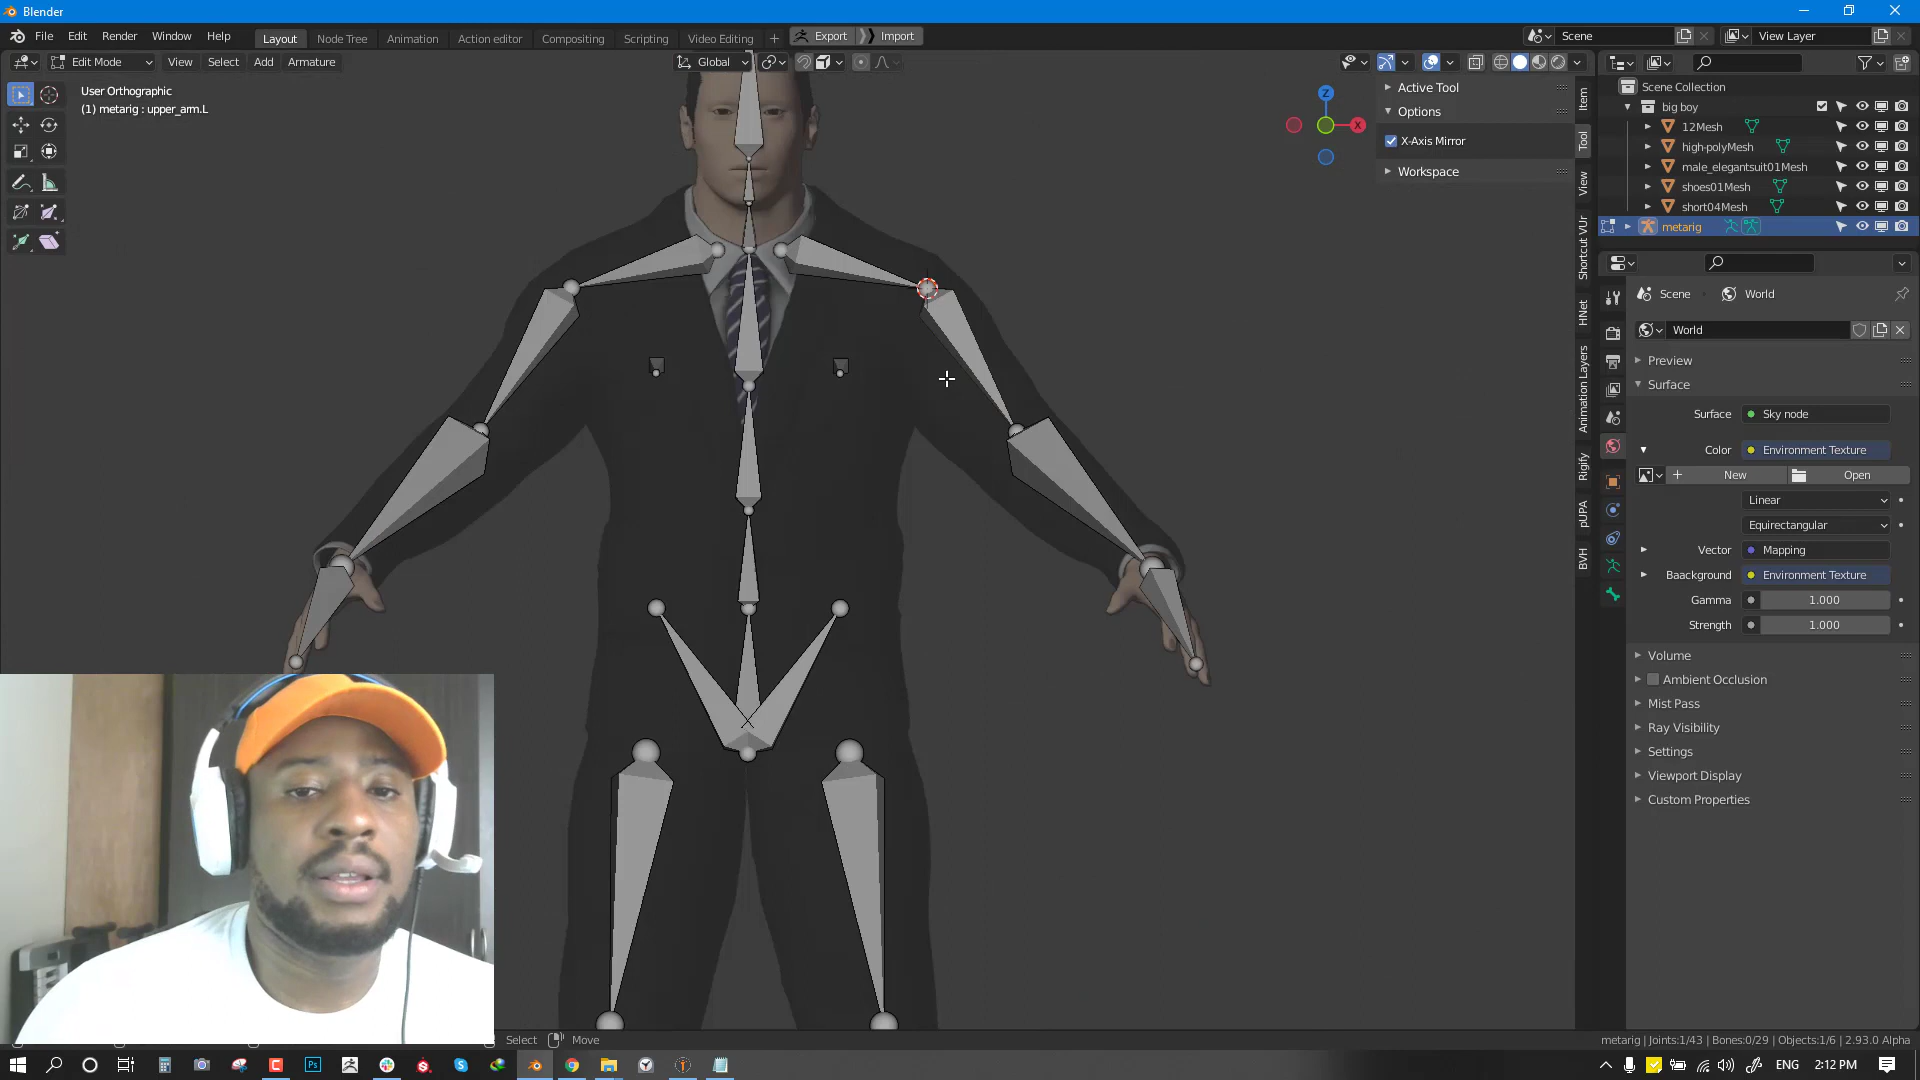 Blender
File Edit Render Window Help
Layout Node Tree Animation Action editor Compositing Scripting Video Editing + Export Import
Scene View Layer
Edit Mode View Select Add Armature
Global
User Orthographic
(1) metarig : upper_arm.L
Z
X
Active Tool
Options
X-Axis Mirror
Workspace
Item
Tool
View
Shortcut VUr
HNet
Animation Layers
Rigify
pUPA
BVH
Scene Collection
big boy
12Mesh
high-polyMesh
male_elegantsuit01Mesh
shoes01Mesh
short04Mesh
metarig
Scene World
World
Preview
Surface
Surface Sky node
Color Environment Texture
New Open
Linear
Equirectangular
Vector Mapping
Baackground Environment Texture
Gamma 1.000
Strength 1.000
Volume
Ambient Occlusion
Mist Pass
Ray Visibility
Settings
Viewport Display
Custom Properties
Select Move
metarig | Joints:1/43 | Bones:0/29 | Objects:1/6 | 2.93.0 Alpha
Ps
ENG 2:12 PM